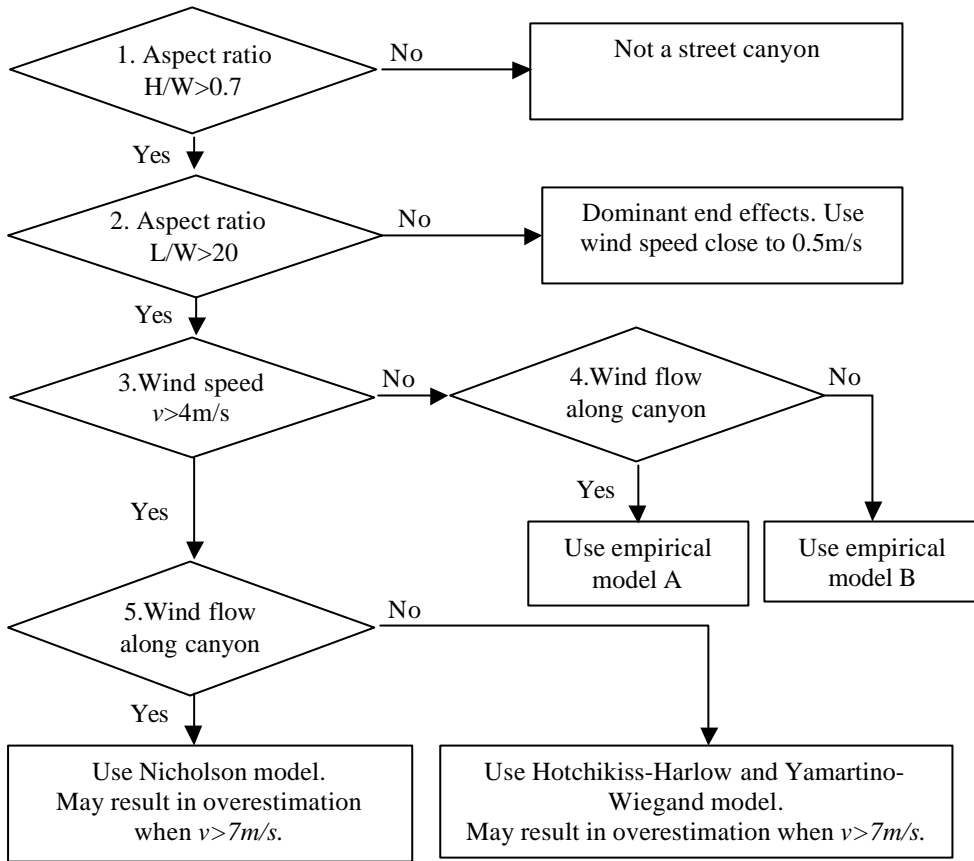 1. Aspect ratio
H/W>0.7
No
Not a street canyon
Yes
2. Aspect ratio
L/W>20
No
Dominant end effects. Use
wind speed close to 0.5m/s
Yes
3.Wind speed
v>4m/s
No
4.Wind flow
along canyon
No
Yes
Yes
Use empirical
model A
Use empirical
model B
5.Wind flow
along canyon
No
Yes
Use Nicholson model.
May result in overestimation
when v>7m/s.
Use Hotchikiss-Harlow and Yamartino-
Wiegand model.
May result in overestimation when v>7m/s.